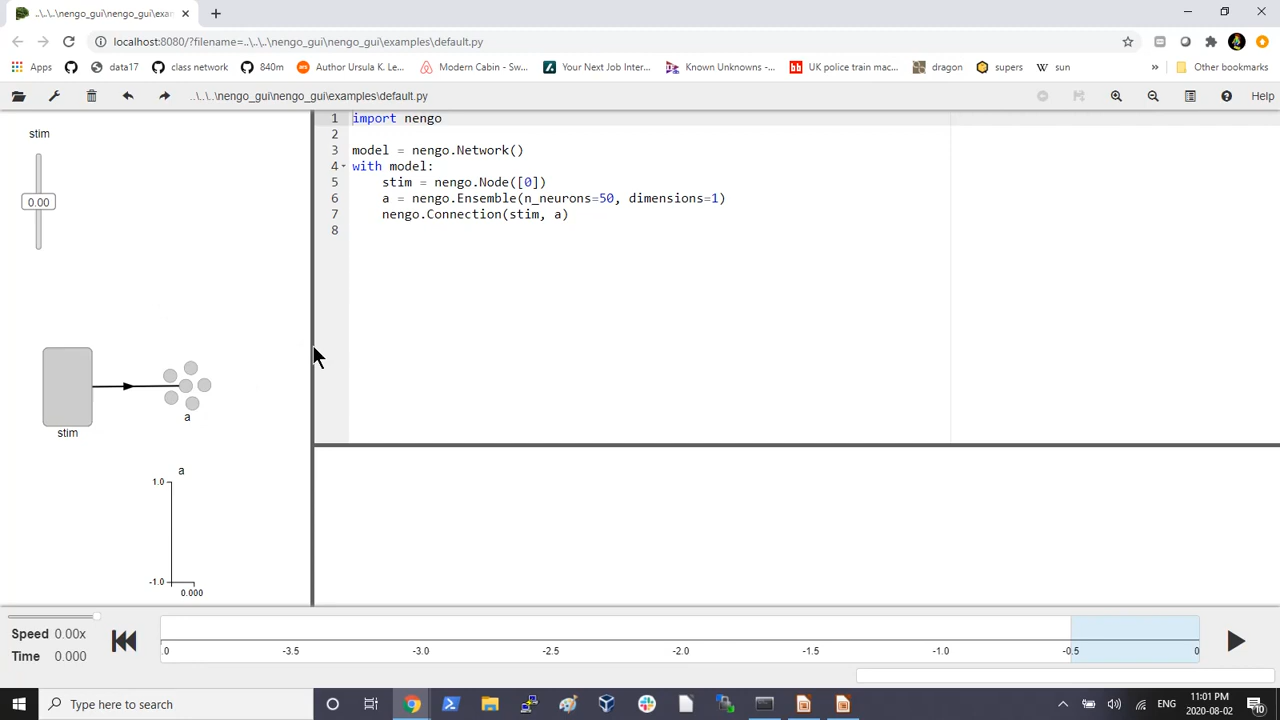 ..\..\..\nengo_gui\nengo_gui\exam
localhost:8080/?filename=..\..\..\nengo_gui\nengo_gui\examples\default.py
Apps data17 class network 840m Author Ursula K. Le... Modern Cabin - Sw... Your Next Job Inter... Known Unknowns -... UK police train mac... dragon supers sun » Other bookmarks
..\..\..\nengo_gui\nengo_gui\examples\default.py Help
stim
0.00
1 import nengo
2
3 model = nengo.Network()
4 with model:
5 stim = nengo.Node([0])
6 a = nengo.Ensemble(n_neurons=50, dimensions=1)
7 nengo.Connection(stim, a)
8
stim
a
a
1.0
-1.0
0.000
Speed 0.00x
Time 0.000
.0 -3.5 -3.0 -2.5 -2.0 -1.5 -1.0 -0.5 0
Type here to search
ENG
11:01 PM
2020-08-02
10